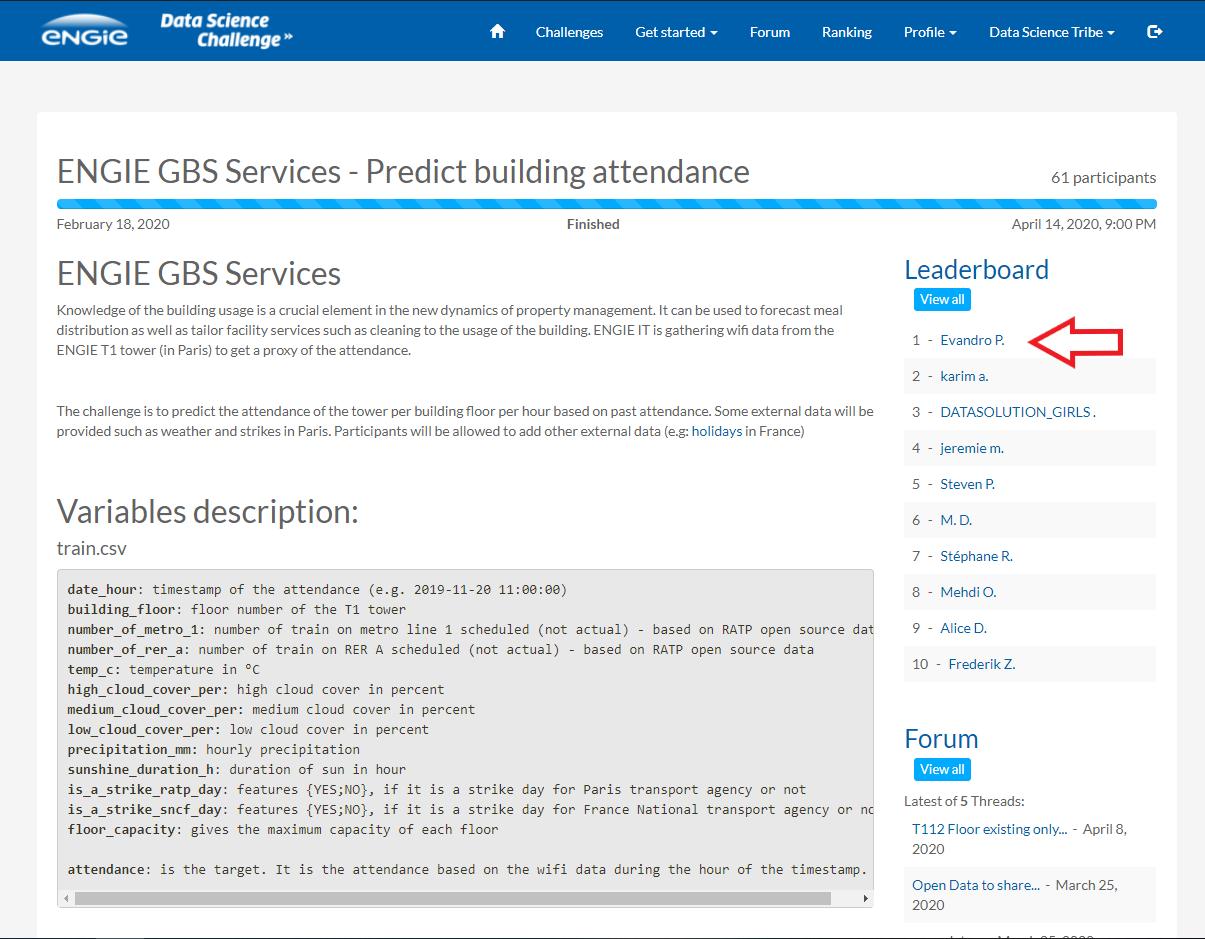 ENGIE
Data Science
Challenge »
Challenges
Get started
Forum
Ranking
Profile
Data Science Tribe
ENGIE GBS Services - Predict building attendance
61 participants
February 18, 2020
Finished
April 14, 2020, 9:00 PM
ENGIE GBS Services
Knowledge of the building usage is a crucial element in the new dynamics of property management. It can be used to forecast meal
distribution as well as tailor facility services such as cleaning to the usage of the building. ENGIE IT is gathering wifi data from the
ENGIE T1 tower (in Paris) to get a proxy of the attendance.
The challenge is to predict the attendance of the tower per building floor per hour based on past attendance. Some external data will be
provided such as weather and strikes in Paris. Participants will be allowed to add other external data (e.g: holidays in France)
Variables description:
train.csv
date_hour: timestamp of the attendance (e.g. 2019-11-20 11:00:00)
building_floor: floor number of the T1 tower
number_of_metro_1: number of train on metro line 1 scheduled (not actual) - based on RATP open source dat
number_of_rer_a: number of train on RER A scheduled (not actual) - based on RATP open source data
temp_c: temperature in °C
high_cloud_cover_per: high cloud cover in percent
medium_cloud_cover_per: medium cloud cover in percent
low_cloud_cover_per: low cloud cover in percent
precipitation_mm: hourly precipitation
sunshine_duration_h: duration of sun in hour
is_a_strike_ratp_day: features {YES;NO}, if it is a strike day for Paris transport agency or not
is_a_strike_sncf_day: features {YES;NO}, if it is a strike day for France National transport agency or no
floor_capacity: gives the maximum capacity of each floor
attendance: is the target. It is the attendance based on the wifi data during the hour of the timestamp.
Leaderboard
View all
1 - Evandro P.
2 - karim a.
3 - DATASOLUTION_GIRLS .
4 - jeremie m.
5 - Steven P.
6 - M. D.
7 - Stéphane R.
8 - Mehdi O.
9 - Alice D.
10 - Frederik Z.
Forum
View all
Latest of 5 Threads:
T112 Floor existing only... - April 8,
2020
Open Data to share... - March 25,
2020